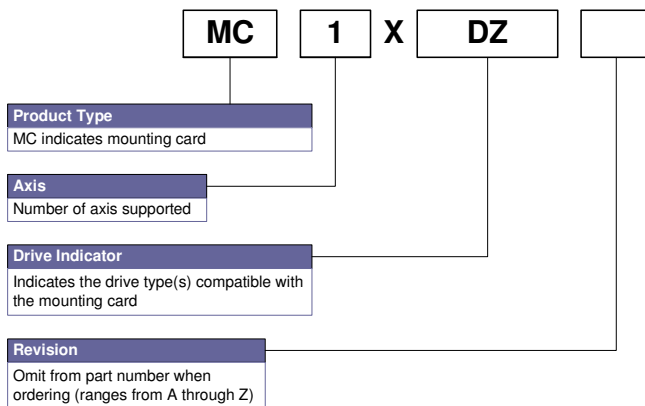 MC 1 X DZ
Product Type
MC indicates mounting card
Axis
Number of axis supported
Drive Indicator
Indicates the drive type(s) compatible with
the mounting card
Revision
Omit from part number when
ordering (ranges from A through Z)